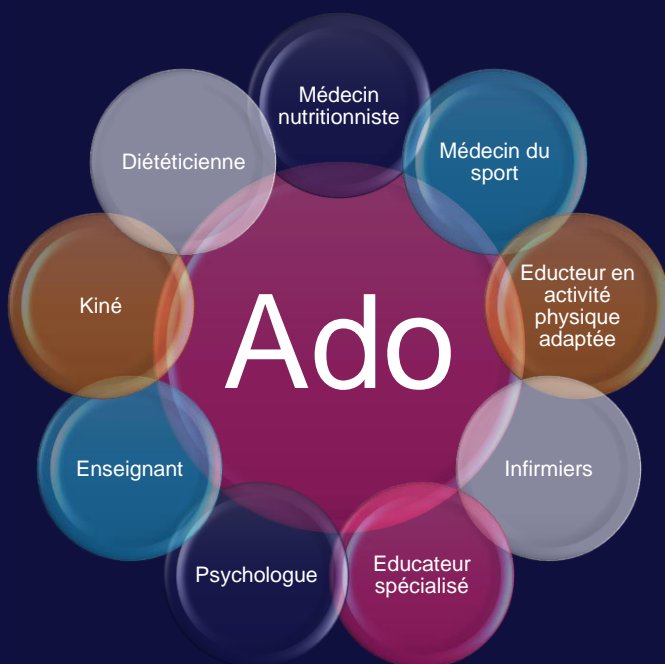 Médecin
nutritionniste
Médecin du
sport
Educteur en
activité
physique
adaptée
Infirmiers
Educateur
spécialisé
Psychologue
Enseignant
Kiné
Diététicienne
Ado